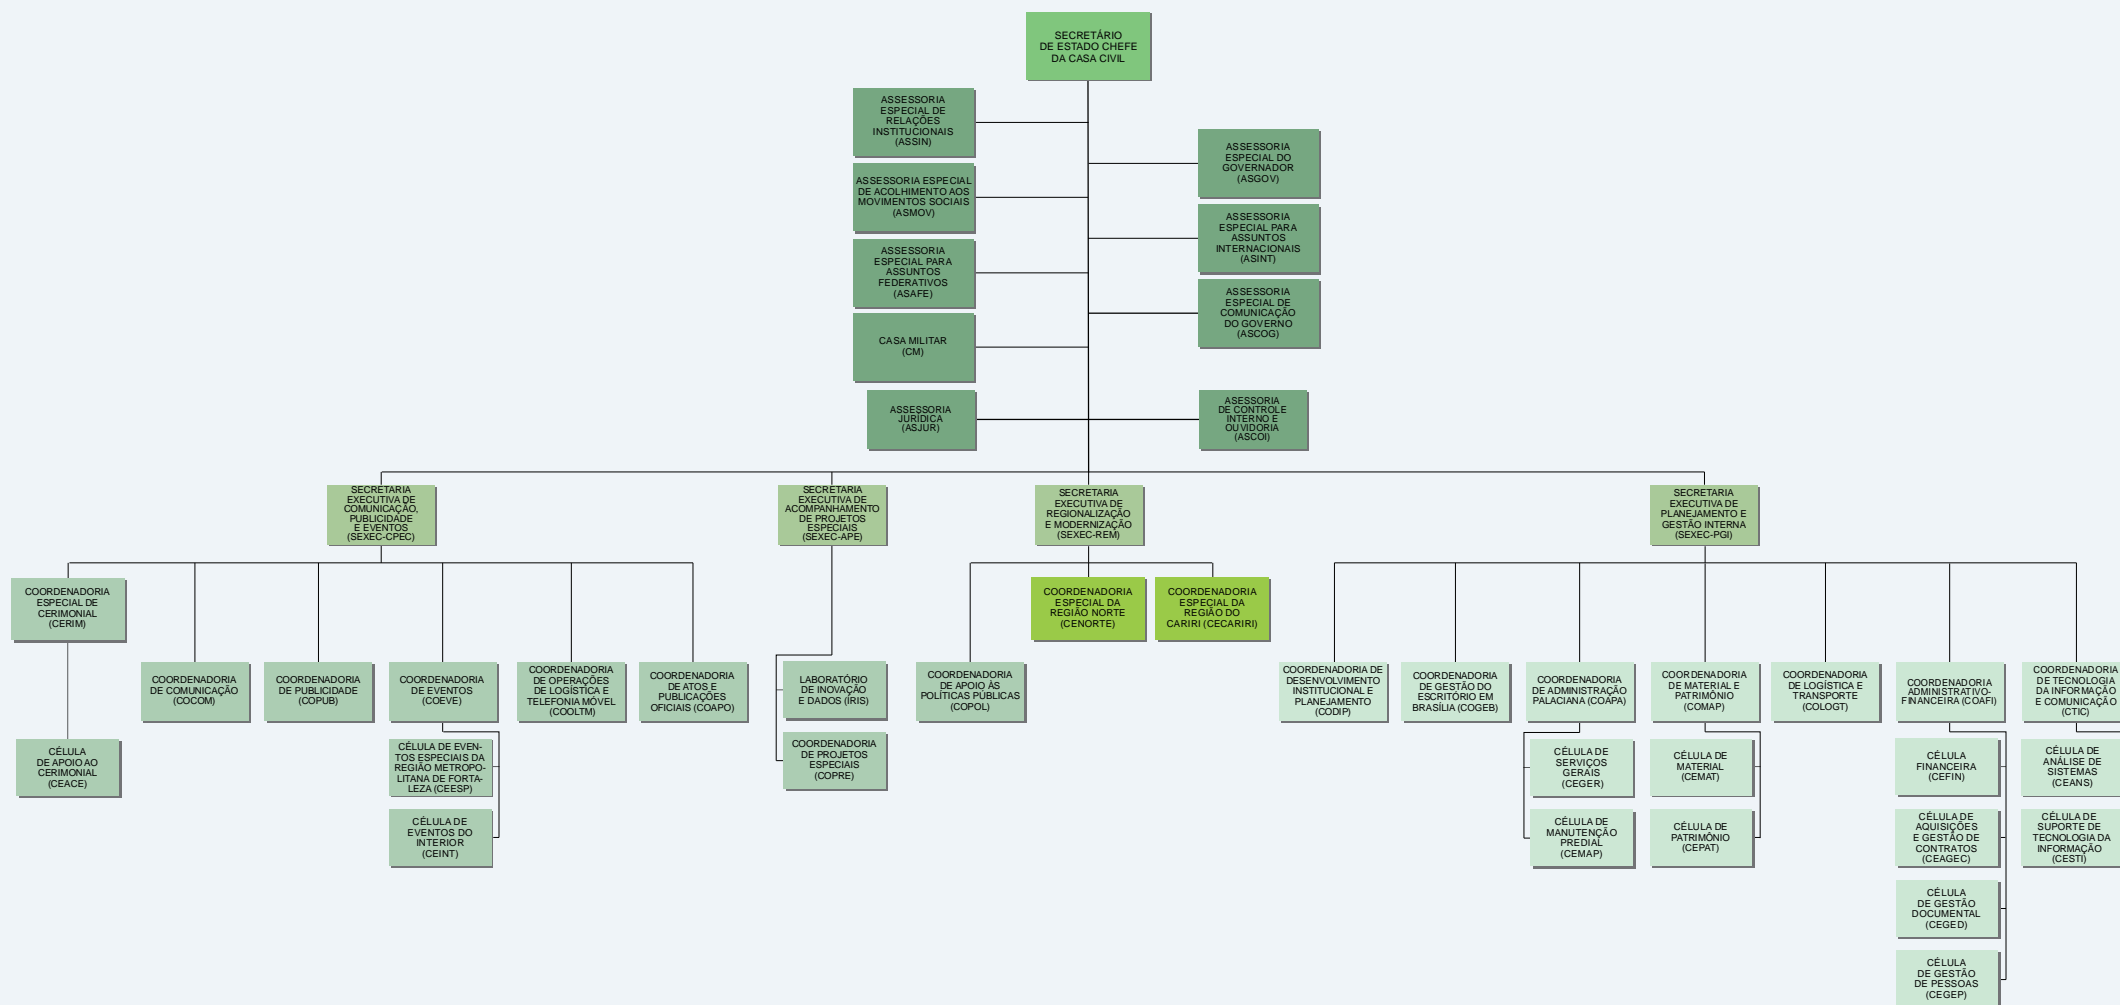 SECRETÁRIO
DE ESTADO CHEFE
DA CASA CIVIL
ASSESSORIA
ESPECIAL DE
RELAÇÕES
INSTITUCIONAIS
(ASSIN)
ASSESSORIA
ESPECIAL DO
GOVERNADOR
(ASGOV)
ASSESSORIA ESPECIAL
DE ACOLHIMENTO AOS
MOVIMENTOS SOCIAIS
(ASMOV)
ASSESSORIA
ESPECIAL PARA
ASSUNTOS
INTERNACIONAIS
(ASINT)
ASSESSORIA
ESPECIAL PARA
ASSUNTOS
FEDERATIVOS
(ASAFE)
ASSESSORIA
ESPECIAL DE
COMUNICAÇÃO
DO GOVERNO
(ASCOG)
CASA MILITAR
(CM)
ASSESSORIA
JURÍDICA
(ASJUR)
ASESSORIA
DE CONTROLE
INTERNO E
OUVIDORIA
(ASCOI)
SECRETARIA
EXECUTIVA DE
COMUNICAÇÃO,
PUBLICIDADE
E EVENTOS
(SEXEC-CPEC)
SECRETARIA
EXECUTIVA DE
ACOMPANHAMENTO
DE PROJETOS
ESPECIAIS
(SEXEC-APE)
SECRETARIA
EXECUTIVA DE
REGIONALIZAÇÃO
E MODERNIZAÇÃO
(SEXEC-REM)
SECRETARIA
EXECUTIVA DE
PLANEJAMENTO E
GESTÃO INTERNA
(SEXEC-PGI)
COORDENADORIA
ESPECIAL DE
CERIMONIAL
(CERIM)
COORDENADORIA
ESPECIAL DA
REGIÃO NORTE
(CENORTE)
COORDENADORIA
ESPECIAL DA
REGIÃO DO
CARIRI (CECARIRI)
COORDENADORIA
DE COMUNICAÇÃO
(COCOM)
COORDENADORIA
DE PUBLICIDADE
(COPUB)
COORDENADORIA
DE EVENTOS
(COEVE)
COORDENADORIA
DE OPERAÇÕES
DE LOGÍSTICA E
TELEFONIA MÓVEL
(COOLTM)
COORDENADORIA
DE ATOS E
PUBLICAÇÕES
OFICIAIS (COAPO)
LABORATÓRIO
DE INOVAÇÃO
E DADOS (ÍRIS)
COORDENADORIA
DE APOIO ÀS
POLÍTICAS PÚBLICAS
(COPOL)
COORDENADORIA DE
DESENVOLVIMENTO
INSTITUCIONAL E
PLANEJAMENTO
(CODIP)
COORDENADORIA
DE GESTÃO DO
ESCRITÓRIO EM
BRASÍLIA (COGEB)
COORDENADORIA
DE ADMINISTRAÇÃO
PALACIANA (COAPA)
COORDENADORIA
DE MATERIAL E
PATRIMÔNIO
(COMAP)
COORDENADORIA
DE LOGÍSTICA E
TRANSPORTE
(COLOGT)
COORDENADORIA
ADMINISTRATIVO-
FINANCEIRA (COAFI)
COORDENADORIA
DE TECNOLOGIA
DA INFORMAÇÃO
E COMUNICAÇÃO
(CTIC)
CÉLULA
DE APOIO AO
CERIMONIAL
(CEACE)
CÉLULA DE EVEN-
TOS ESPECIAIS DA
REGIÃO METROPO-
LITANA DE FORTA-
LEZA (CEESP)
COORDENADORIA
DE PROJETOS
ESPECIAIS
(COPRE)
CÉLULA DE
SERVIÇOS
GERAIS
(CEGER)
CÉLULA DE
MATERIAL
(CEMAT)
CÉLULA
FINANCEIRA
(CEFIN)
CÉLULA DE
ANÁLISE DE
SISTEMAS
(CEANS)
CÉLULA DE
EVENTOS DO
INTERIOR
(CEINT)
CÉLULA DE
MANUTENÇÃO
PREDIAL
(CEMAP)
CÉLULA DE
PATRIMÔNIO
(CEPAT)
CÉLULA DE
AQUISIÇÕES
E GESTÃO DE
CONTRATOS
(CEAGEC)
CÉLULA DE
SUPORTE DE
TECNOLOGIA DA
INFORMAÇÃO
(CESTI)
CÉLULA
DE GESTÃO
DOCUMENTAL
(CEGED)
CÉLULA
DE GESTÃO
DE PESSOAS
(CEGEP)